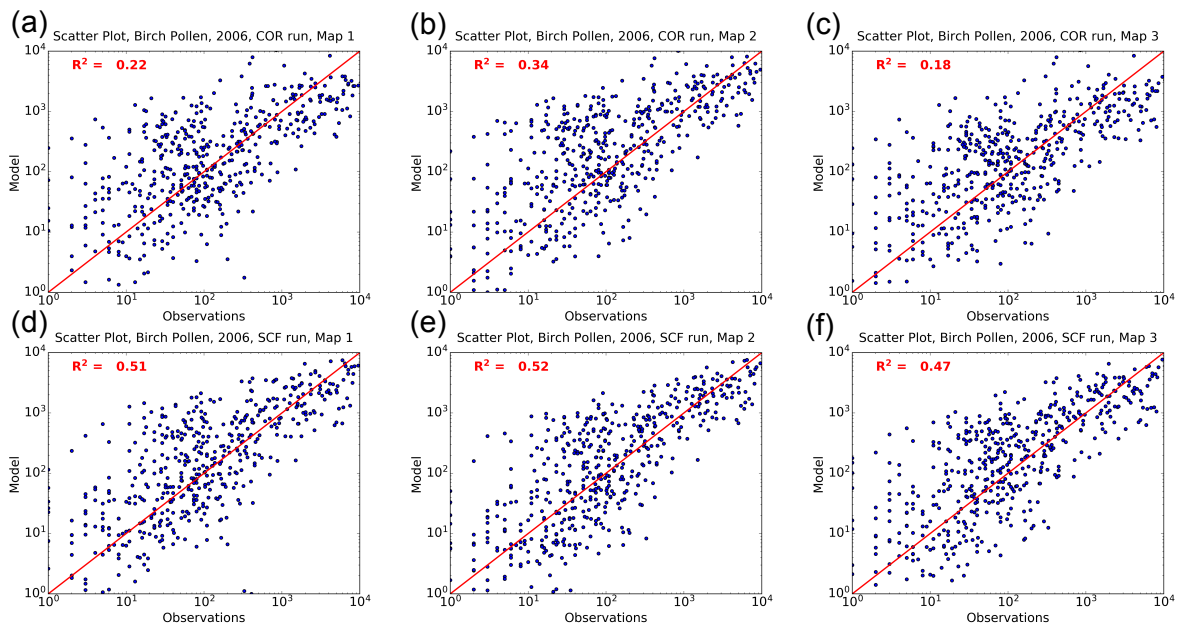 (a)
Scatter Plot, Birch Pollen, 2006, COR run, Map 1
R² = 0.22
10⁴
10³
10²
10¹
10⁰
Model
10⁰ 10¹ 10² 10³ 10⁴
Observations
(b)
Scatter Plot, Birch Pollen, 2006, COR run, Map 2
R² = 0.34
10⁴
10³
10²
10¹
10⁰
Model
10⁰ 10¹ 10² 10³ 10⁴
Observations
(c)
Scatter Plot, Birch Pollen, 2006, COR run, Map 3
R² = 0.18
10⁴
10³
10²
10¹
10⁰
Model
10⁰ 10¹ 10² 10³ 10⁴
Observations
(d)
Scatter Plot, Birch Pollen, 2006, SCF run, Map 1
R² = 0.51
10⁴
10³
10²
10¹
10⁰
Model
10⁰ 10¹ 10² 10³ 10⁴
Observations
(e)
Scatter Plot, Birch Pollen, 2006, SCF run, Map 2
R² = 0.52
10⁴
10³
10²
10¹
10⁰
Model
10⁰ 10¹ 10² 10³ 10⁴
Observations
(f)
Scatter Plot, Birch Pollen, 2006, SCF run, Map 3
R² = 0.47
10⁴
10³
10²
10¹
10⁰
Model
10⁰ 10¹ 10² 10³ 10⁴
Observations